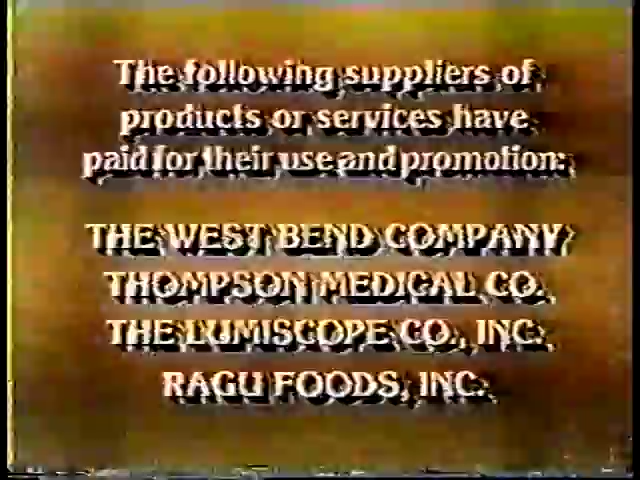 The following suppliers of
products or services have
paid for their use and promotion:
THE WEST BEND COMPANY
THOMPSON MEDICAL CO.
THE LUMISCOPE CO., INC.
RAGU FOODS, INC.